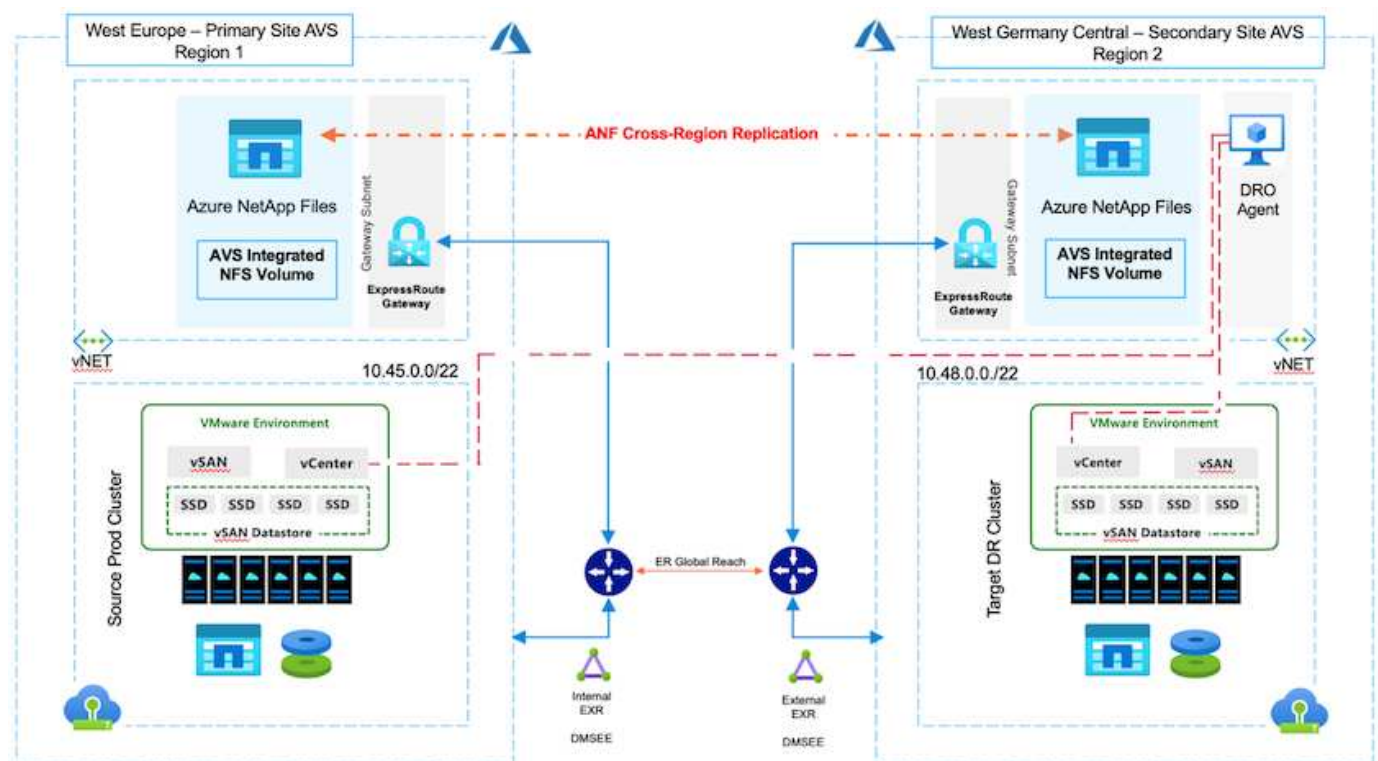 West Europe – Primary Site AVS
Region 1
West Germany Central – Secondary Site AVS
Region 2
ANF Cross-Region Replication
Azure NetApp Files
AVS Integrated
NFS Volume
Gateway Subnet
ExpressRoute
Gateway
Gateway Subnet
ExpressRoute
Gateway
Azure NetApp Files
AVS Integrated
NFS Volume
DRO
Agent
vNET
10.45.0.0/22
10.48.0.0./22
vNET
Source Prod Cluster
VMware Environment
vSAN
vCenter
SSD SSD SSD SSD
vSAN Datastore
ER Global Reach
Internal
EXR
DMSEE
External
EXR
DMSEE
Target DR Cluster
VMware Environment
vCenter
vSAN
SSD SSD SSD SSD
vSAN Datastore